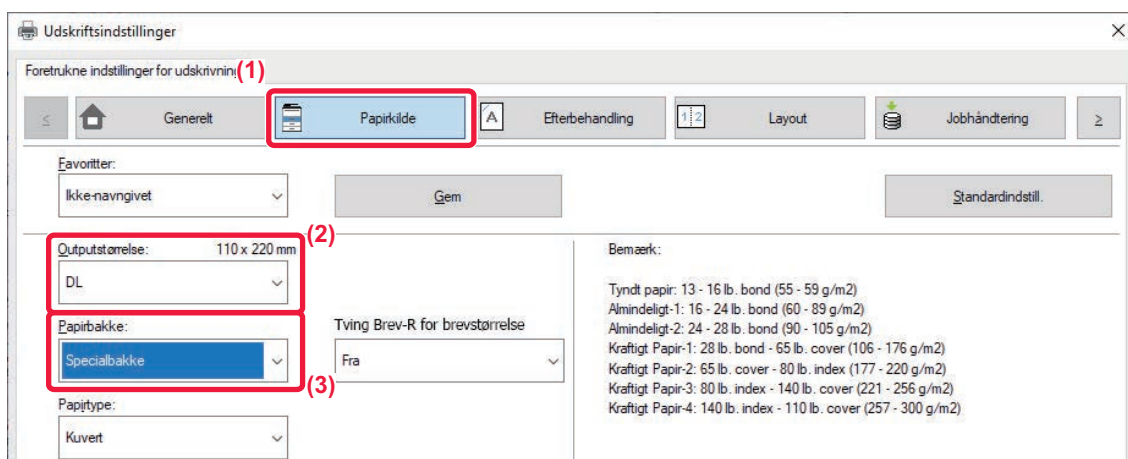 Udskriftsindstillinger
Foretrukne indstillinger for udskrivning
(1)
Generelt
Papirkilde
Efterbehandling
Layout
Jobhåndtering
Favoritter:
Ikke-navngivet
Gem
Standardindstill.
(2)
Outputstørrelse: 110 x 220 mm
DL
Papirbakke:
Specialbakke
(3)
Tving Brev-R for brevstørrelse
Fra
Papirtype:
Kuvert
Bemærk:
Tyndt papir: 13 - 16 lb. bond (55 - 59 g/m2)
Almindeligt-1: 16 - 24 lb. bond (60 - 89 g/m2)
Almindeligt-2: 24 - 28 lb. bond (90 - 105 g/m2)
Kraftigt Papir-1: 28 lb. bond - 65 lb. cover (106 - 176 g/m2)
Kraftigt Papir-2: 65 lb. cover - 80 lb. index (177 - 220 g/m2)
Kraftigt Papir-3: 80 lb. index - 140 lb. cover (221 - 256 g/m2)
Kraftigt Papir-4: 140 lb. index - 110 lb. cover (257 - 300 g/m2)